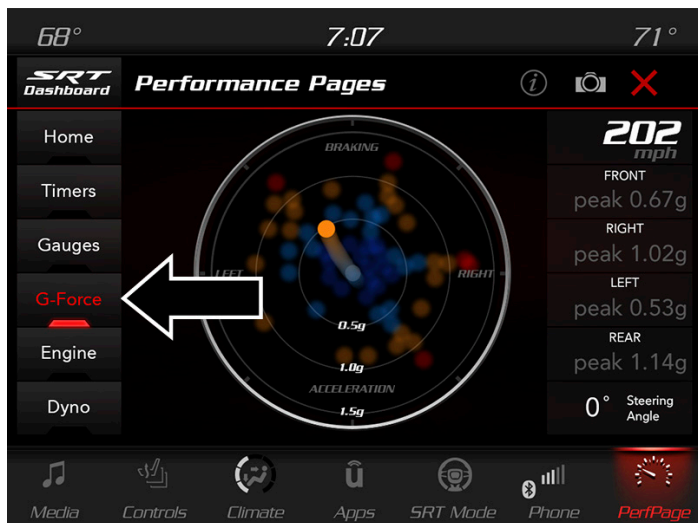 68°
7:07
71°
SRT
Dashboard
Performance Pages
i
Home
Timers
Gauges
G-Force
Engine
Dyno
BRAKING
LEFT
RIGHT
0.5g
1.0g
ACCELERATION
1.5g
202
mph
FRONT
peak 0.67g
RIGHT
peak 1.02g
LEFT
peak 0.53g
REAR
peak 1.14g
0° Steering
Angle
Media
Controls
Climate
û
Apps
SRT Mode
Phone
PerfPage